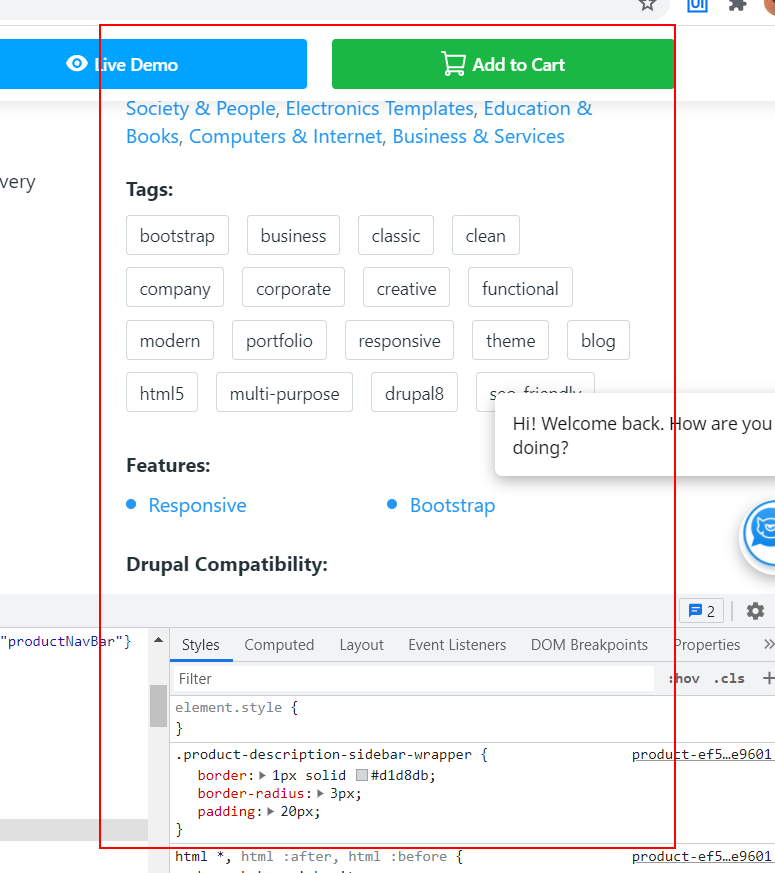 Live Demo
Add to Cart
Society & People, Electronics Templates, Education &
Books, Computers & Internet, Business & Services
very
Tags:
bootstrap business classic clean
company corporate creative functional
modern portfolio responsive theme blog
html5 multi-purpose drupal8 seo-friendly
Hi! Welcome back. How are you
doing?
Features:
Responsive Bootstrap
Drupal Compatibility:
2
"productNavBar"}
Styles Computed Layout Event Listeners DOM Breakpoints Properties
Filter :hov .cls +
element.style {
}
.product-description-sidebar-wrapper { product-ef5…e9601
border: 1px solid #d1d8db;
border-radius: 3px;
padding: 20px;
}
html *, html :after, html :before { product-ef5…e9601